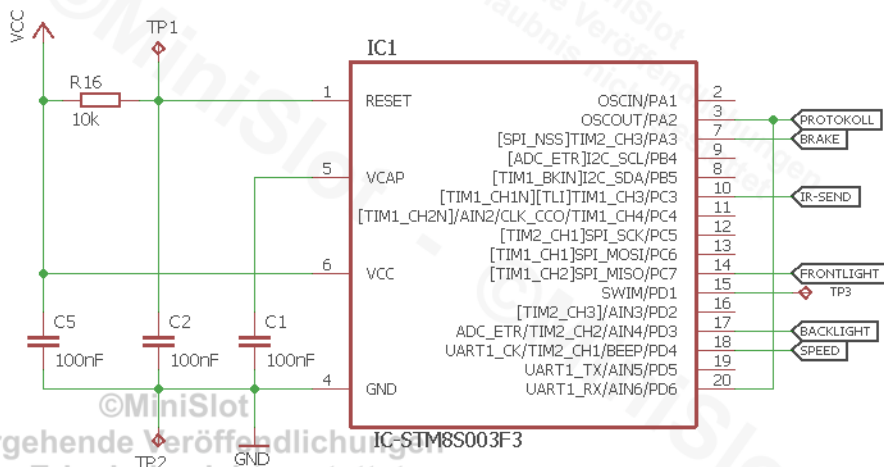 VCC
TP1
IC1
R16
10k
1
RESET
5
VCAP
6
VCC
C5
100nF
C2
100nF
C1
100nF
4
GND
OSCIN/PA1
2
OSCOUT/PA2
3
PROTOKOLL
[SPI_NSS]TIM2_CH3/PA3
7
BRAKE
[ADC_ETR]I2C_SCL/PB4
9
[TIM1_BKIN]I2C_SDA/PB5
8
[TIM1_CH1N][TLI]TIM1_CH3/PC3
10
IR-SEND
[TIM1_CH2N]/AIN2/CLK_CCO/TIM1_CH4/PC4
11
[TIM2_CH1]SPI_SCK/PC5
12
[TIM1_CH1]SPI_MOSI/PC6
13
[TIM1_CH2]SPI_MISO/PC7
14
FRONTLIGHT
SWIM/PD1
15
TP3
[TIM2_CH3]/AIN3/PD2
16
ADC_ETR/TIM2_CH2/AIN4/PD3
17
BACKLIGHT
UART1_CK/TIM2_CH1/BEEP/PD4
18
SPEED
UART1_TX/AIN5/PD5
19
UART1_RX/AIN6/PD6
20
IC-STM8S003F3
TP2
GND
©MiniSlot
rgehende Veröffendlichungen
©MiniSlot
©MiniSlot
MiniSlot